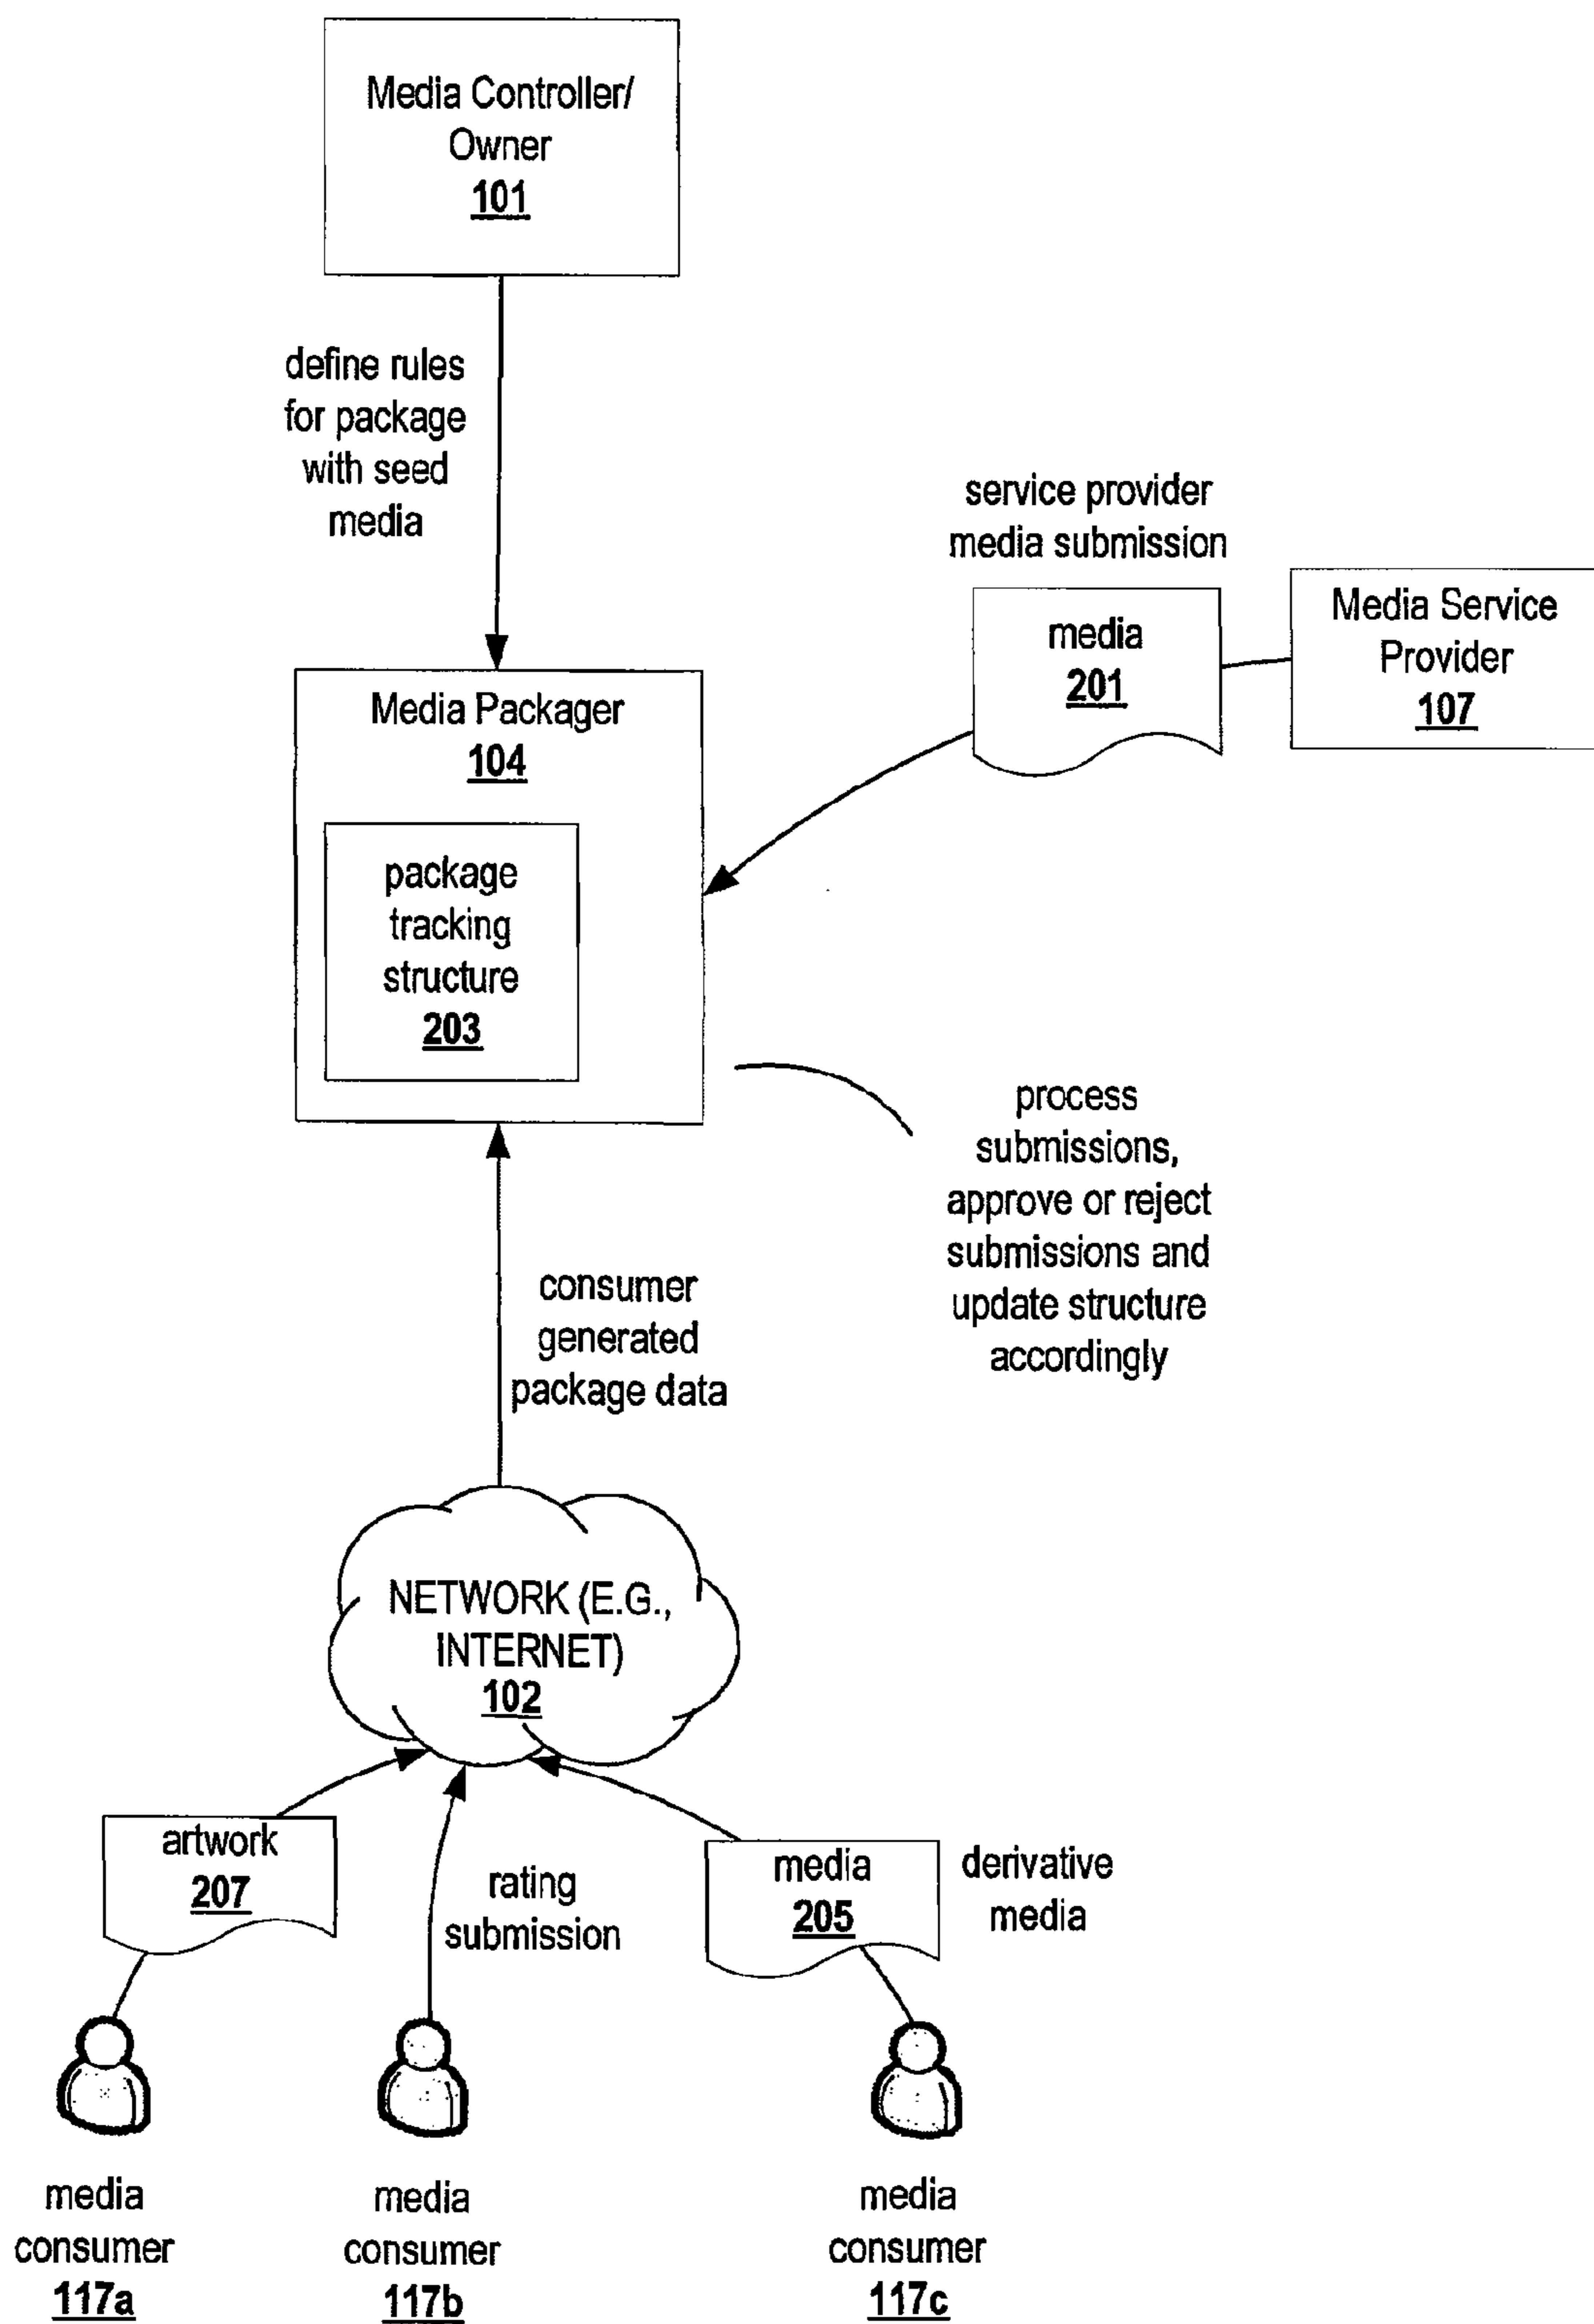 Media Controller/
Owner
101
define rules
for package
with seed
media
service provider
media submission
media
201
Media Service
Provider
107
Media Packager
104
package
tracking
structure
203
process
submissions,
approve or reject
submissions and
update structure
accordingly
consumer
generated
package data
NETWORK (E.G.,
INTERNET)
102
artwork
207
rating
submission
media
205
derivative
media
media
consumer
117a
media
consumer
117b
media
consumer
117c